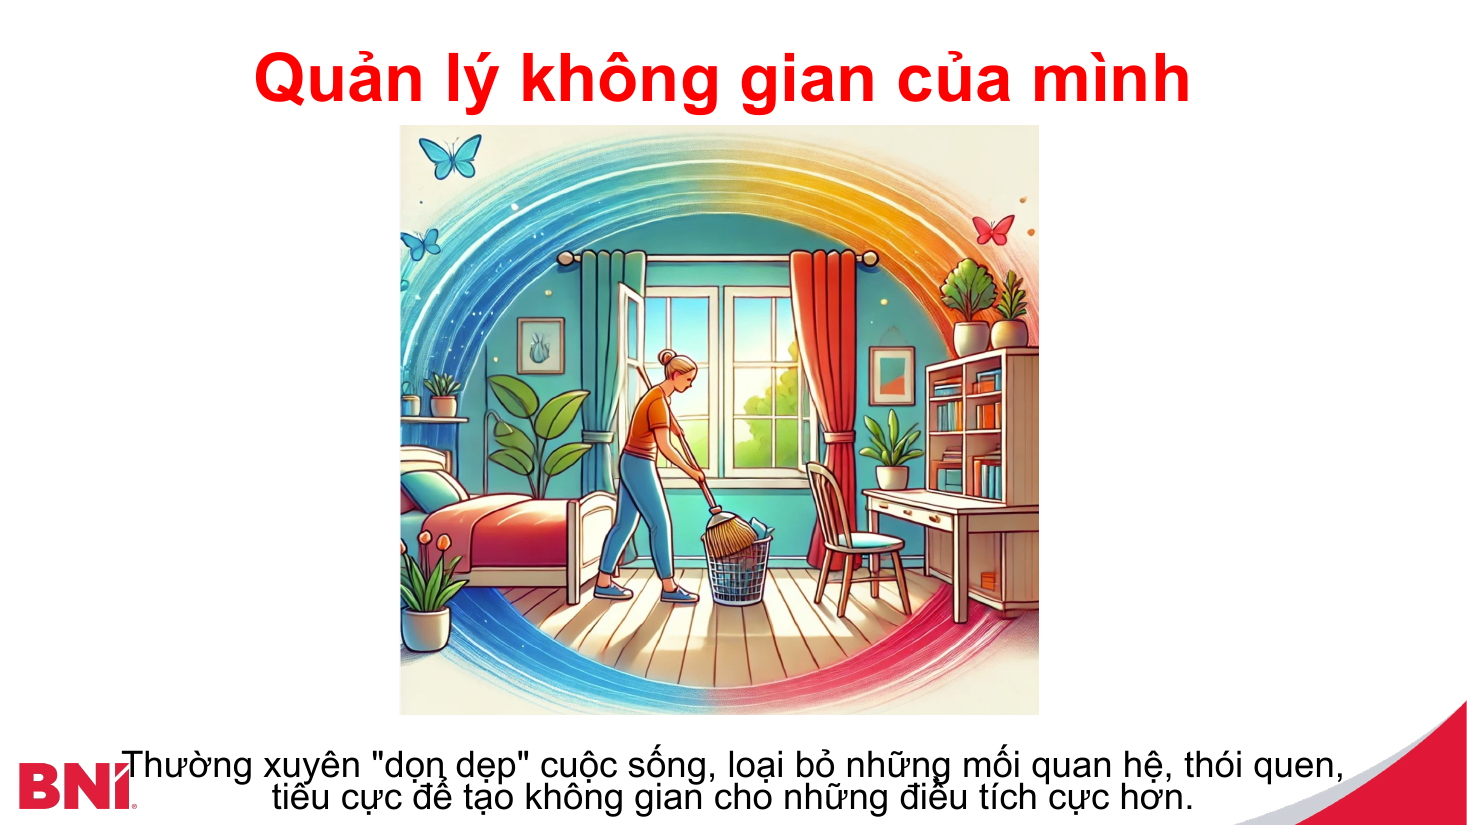 Quản lý không gian của mình
Thường xuyên "dọn dẹp" cuộc sống, loại bỏ những mối quan hệ, thói quen,
tiêu cực để tạo không gian cho những điều tích cực hơn.
BNI®